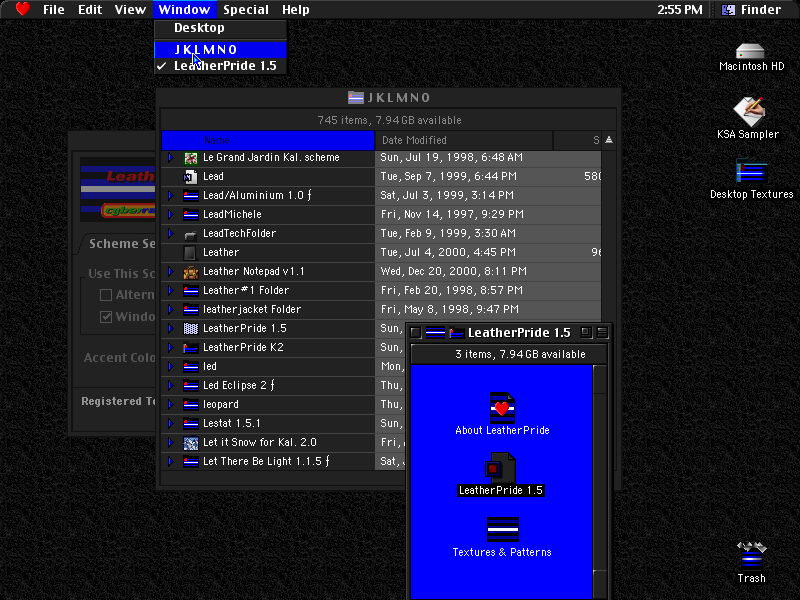 File Edit View Window Special Help 2:55 PM Finder
Desktop
J K L M N O
✓ LeatherPride 1.5
Macintosh HD
KSA Sampler
Desktop Textures
J K L M N O
745 items, 7.94 GB available
Name Date Modified S
Le Grand Jardin Kal. scheme Sun, Jul 19, 1998, 6:48 AM
Lead Tue, Sep 7, 1999, 6:44 PM 580
Lead/Aluminium 1.0 ƒ Sat, Jul 3, 1999, 3:14 PM
LeadMichele Fri, Nov 14, 1997, 9:29 PM
LeadTechFolder Tue, Feb 9, 1999, 3:30 AM
Leather Tue, Jul 4, 2000, 4:45 PM
Leather Notepad v1.1 Wed, Dec 20, 2000, 8:11 PM
Leather#1 Folder Fri, Feb 20, 1998, 8:57 PM
leatherjacket Folder Fri, May 8, 1998, 9:47 PM
LeatherPride 1.5 Sun,
LeatherPride K2 Sun,
led Mon,
Led Eclipse 2 ƒ Thu,
leopard Thu,
Lestat 1.5.1 Sun,
Let it Snow for Kal. 2.0 Fri,
Let There Be Light 1.1.5 ƒ Sat,
Leath
Scheme Se
Use This Sc
Altern
Windo
Accent Colo
Registered To
LeatherPride 1.5
3 items, 7.94 GB available
About LeatherPride
LeatherPride 1.5
Textures & Patterns
Trash